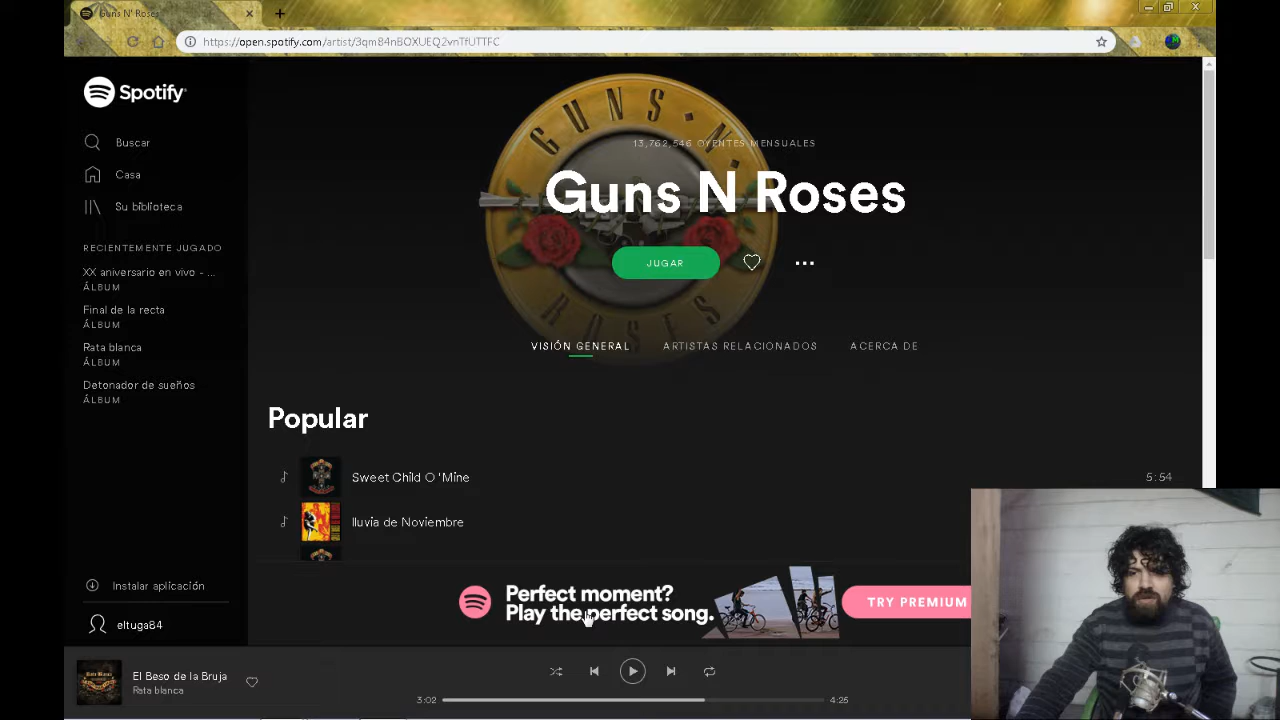 Guns N' Roses
https://open.spotify.com/artist/3qm84nBOXUEQ2vnTfUTTFC
Spotify
Buscar
Casa
Su biblioteca
RECIENTEMENTE JUGADO
XX aniversario en vivo - ...
ÁLBUM
Final de la recta
ÁLBUM
Rata blanca
ÁLBUM
Detonador de sueños
ÁLBUM
Instalar aplicación
eltuga84
GUNS N.
ROSES
13,762,546 OYENTES MENSUALES
Guns N Roses
JUGAR
VISIÓN GENERAL
ARTISTAS RELACIONADOS
ACERCA DE
Popular
Sweet Child O 'Mine
5:54
lluvia de Noviembre
Perfect moment?
Play the perfect song.
TRY PREMIUM
El Beso de la Bruja
Rata blanca
3:02
4:25